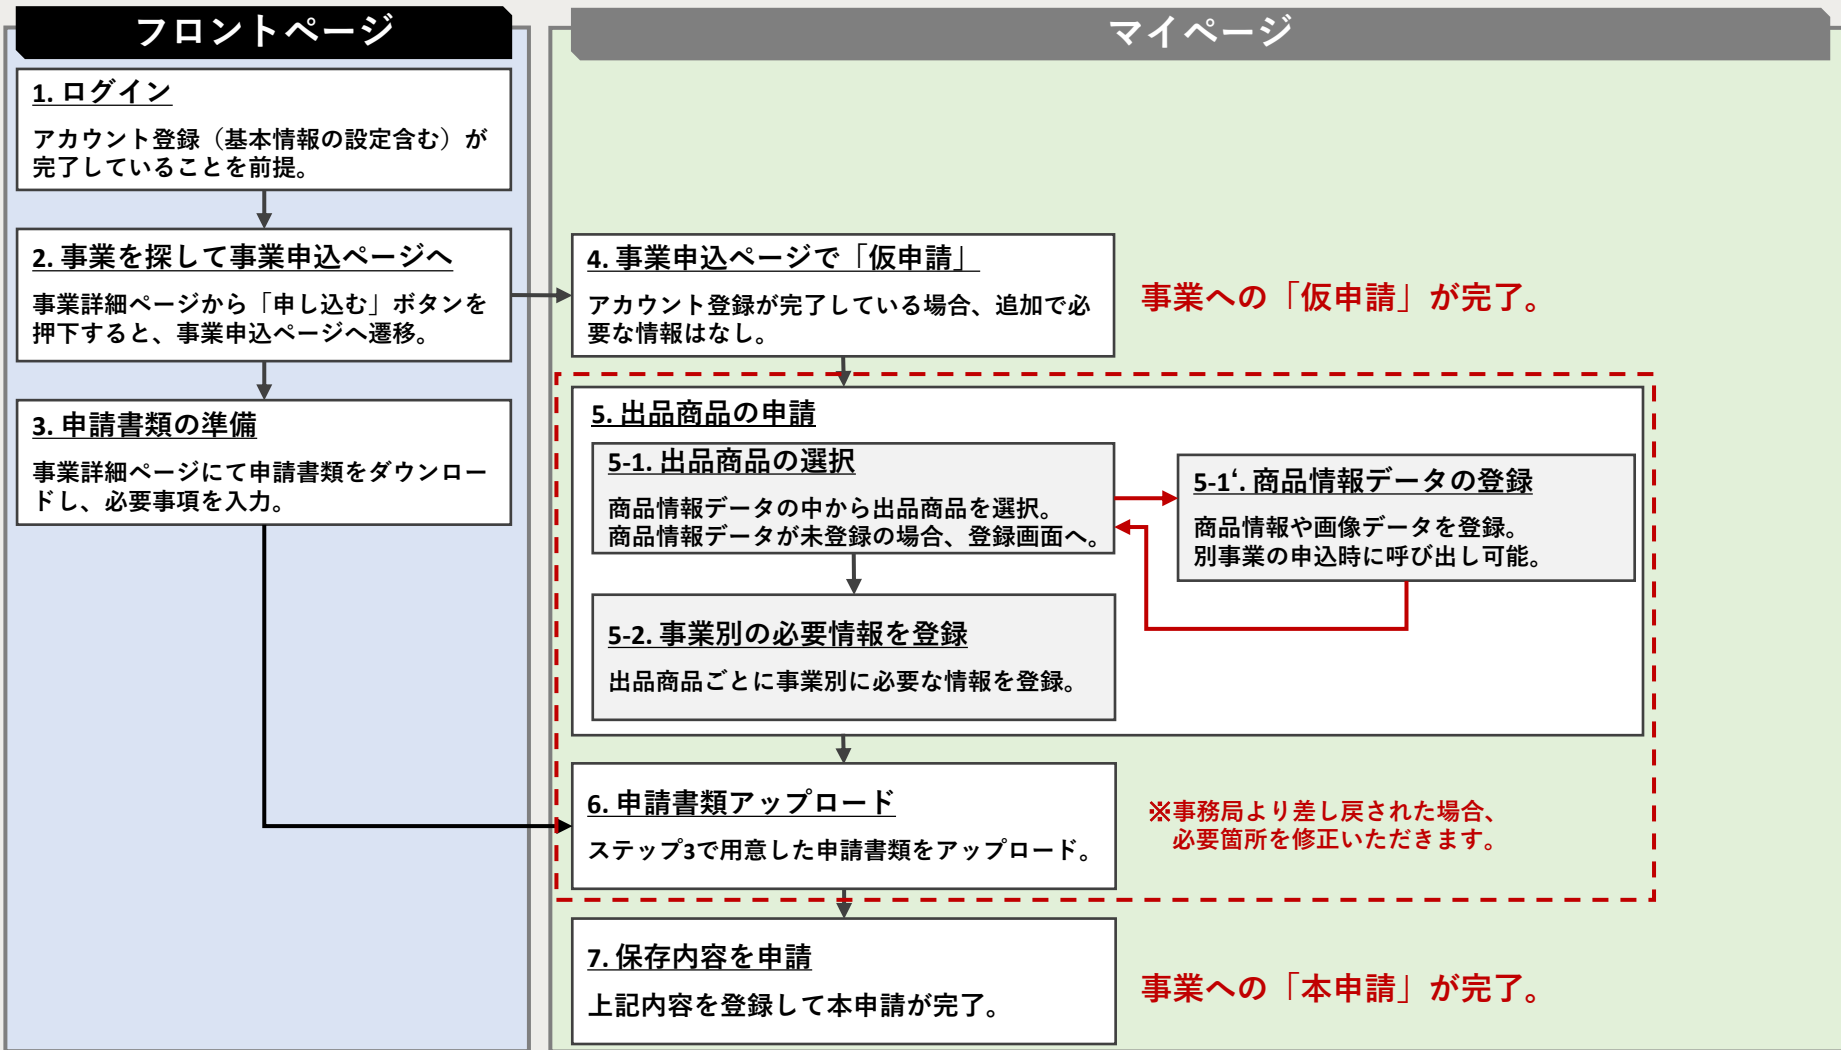 フロントページ
1. ログイン
アカウント登録（基本情報の設定含む）が
完了していることを前提。
2. 事業を探して事業申込ページへ
事業詳細ページから「申し込む」ボタンを
押下すると、事業申込ページへ遷移。
3. 申請書類の準備
事業詳細ページにて申請書類をダウンロー
ドし、必要事項を入力。
マイページ
4. 事業申込ページで「仮申請」
アカウント登録が完了している場合、追加で必
要な情報はなし。
事業への「仮申請」が完了。
5. 出品商品の申請
5-1. 出品商品の選択
商品情報データの中から出品商品を選択。
商品情報データが未登録の場合、登録画面へ。
5-1‘. 商品情報データの登録
商品情報や画像データを登録。
別事業の申込時に呼び出し可能。
5-2. 事業別の必要情報を登録
出品商品ごとに事業別に必要な情報を登録。
6. 申請書類アップロード
ステップ3で用意した申請書類をアップロード。
※事務局より差し戻された場合、
必要箇所を修正いただきます。
7. 保存内容を申請
上記内容を登録して本申請が完了。
事業への「本申請」が完了。